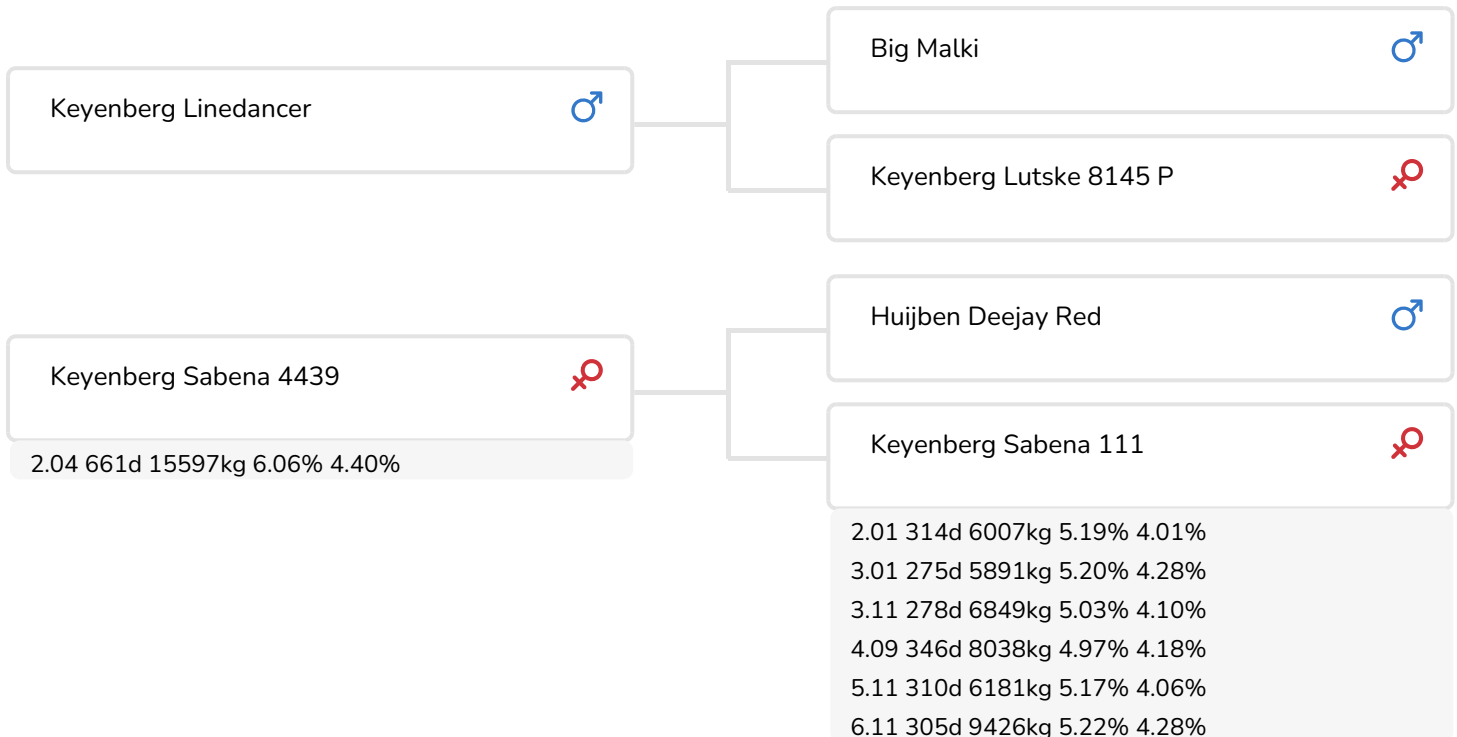 Keyenberg Linedancer
Big Malki
Keyenberg Lutske 8145 P
Keyenberg Sabena 4439
2.04 661d 15597kg 6.06% 4.40%
Huijben Deejay Red
Keyenberg Sabena 111
2.01 314d 6007kg 5.19% 4.01%
3.01 275d 5891kg 5.20% 4.28%
3.11 278d 6849kg 5.03% 4.10%
4.09 346d 8038kg 4.97% 4.18%
5.11 310d 6181kg 5.17% 4.06%
6.11 305d 9426kg 5.22% 4.28%